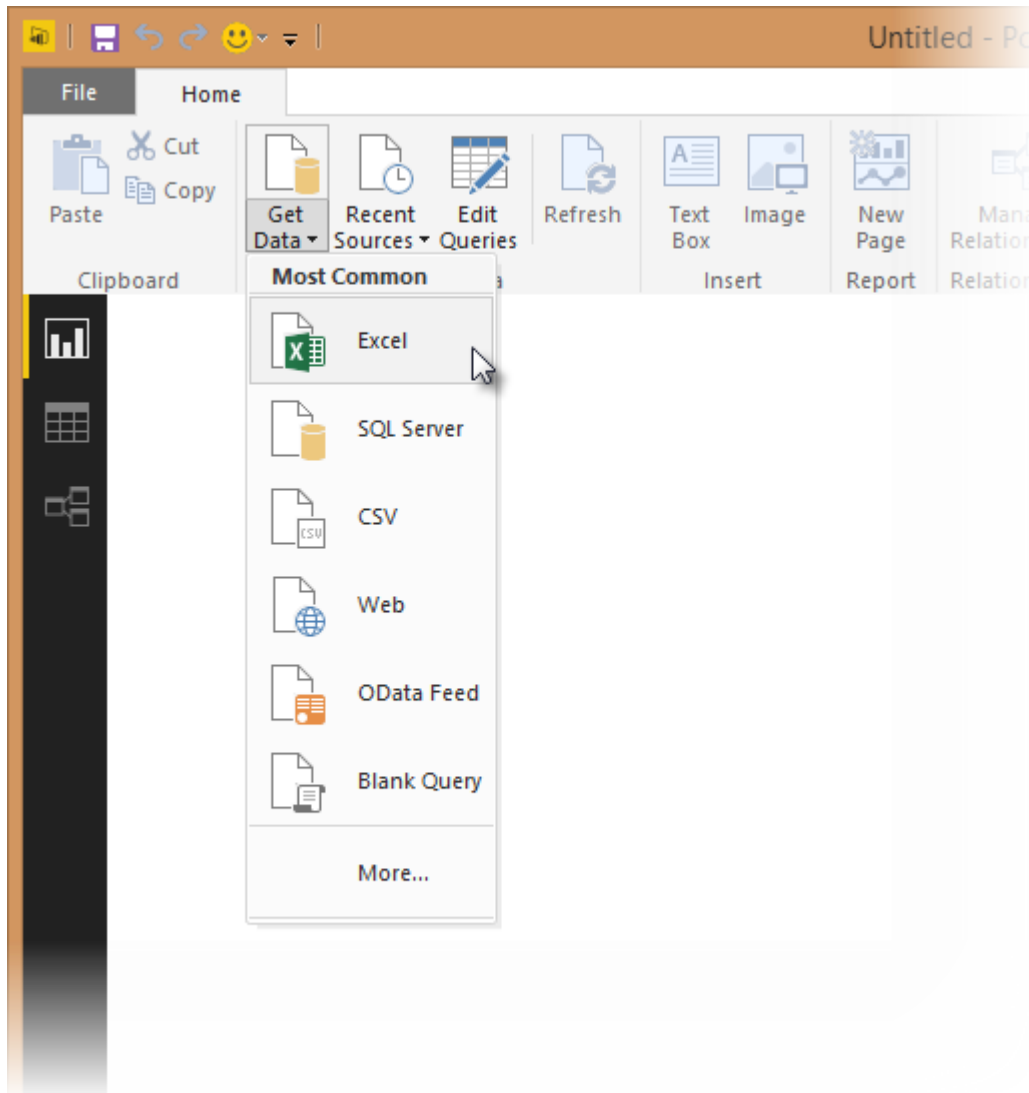 Untitled - Po
File Home
Cut
Copy
Paste
Get Data
Recent Sources
Edit Queries
Refresh
Text Box
Image
New Page
Clipboard
Insert
Report
Most Common
Excel
SQL Server
CSV
CSV
Web
OData Feed
Blank Query
More...